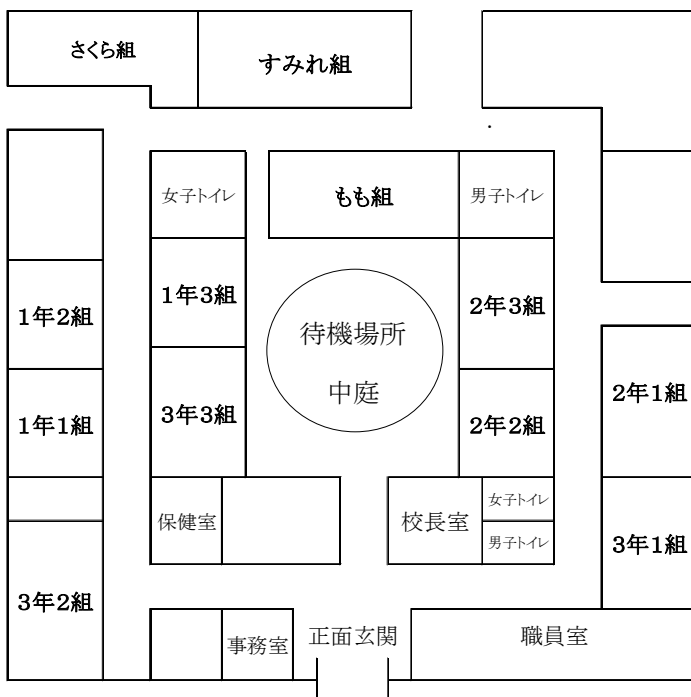 さくら組
すみれ組
女子トイレ
もも組
男子トイレ
1年2組
1年3組
2年3組
待機場所
中庭
1年1組
3年3組
2年2組
2年1組
保健室
校長室
女子トイレ
男子トイレ
3年1組
3年2組
事務室
正面玄関
職員室